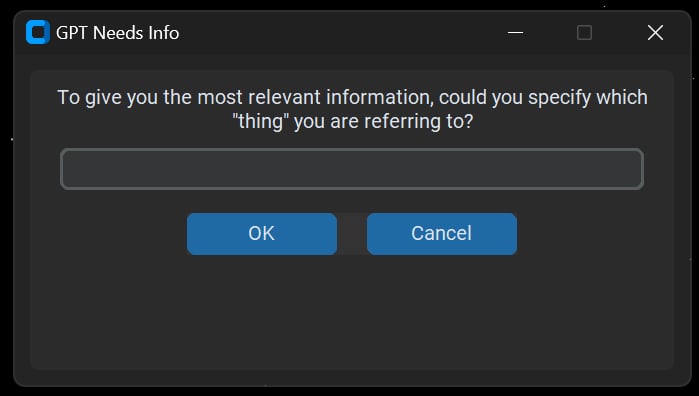 GPT Needs Info
To give you the most relevant information, could you specify which
"thing" you are referring to?
OK
Cancel